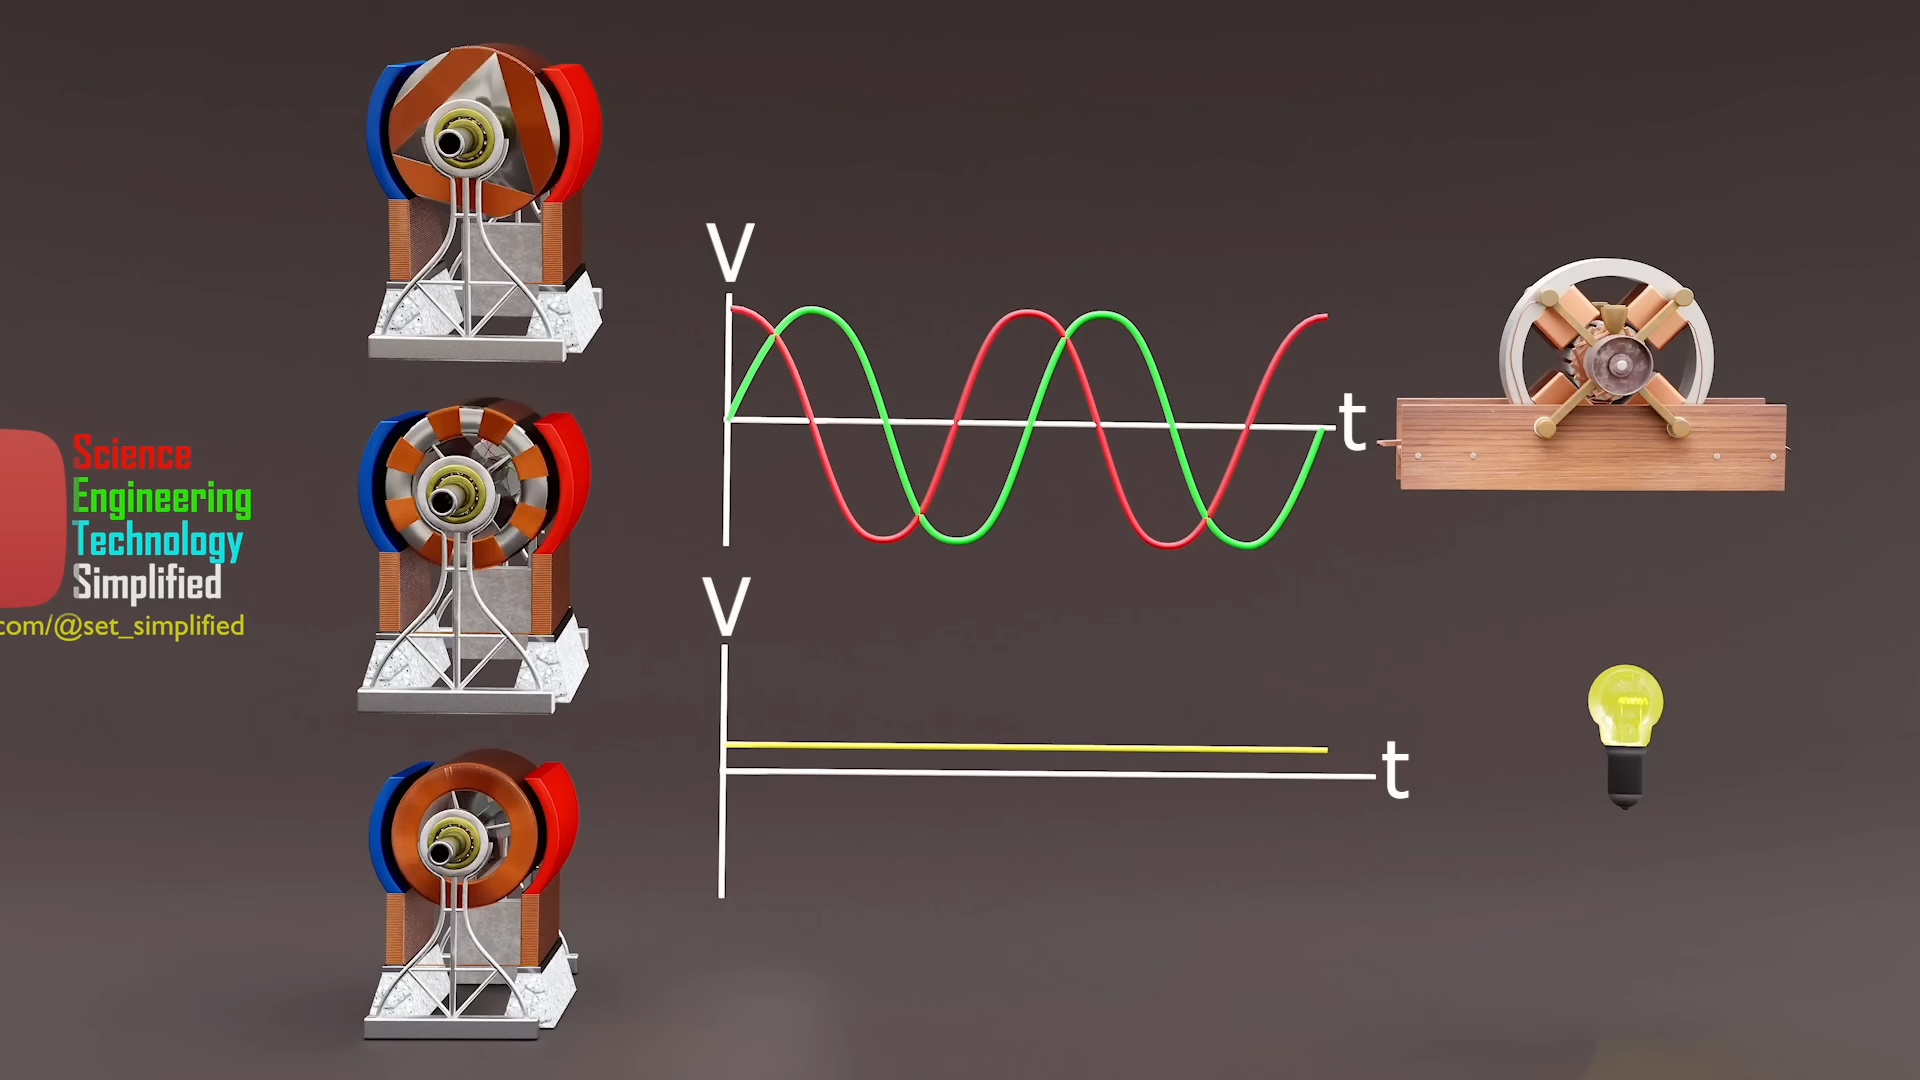 Science
Engineering
Technology
Simplified
com/@set_simplified
V
t
V
t